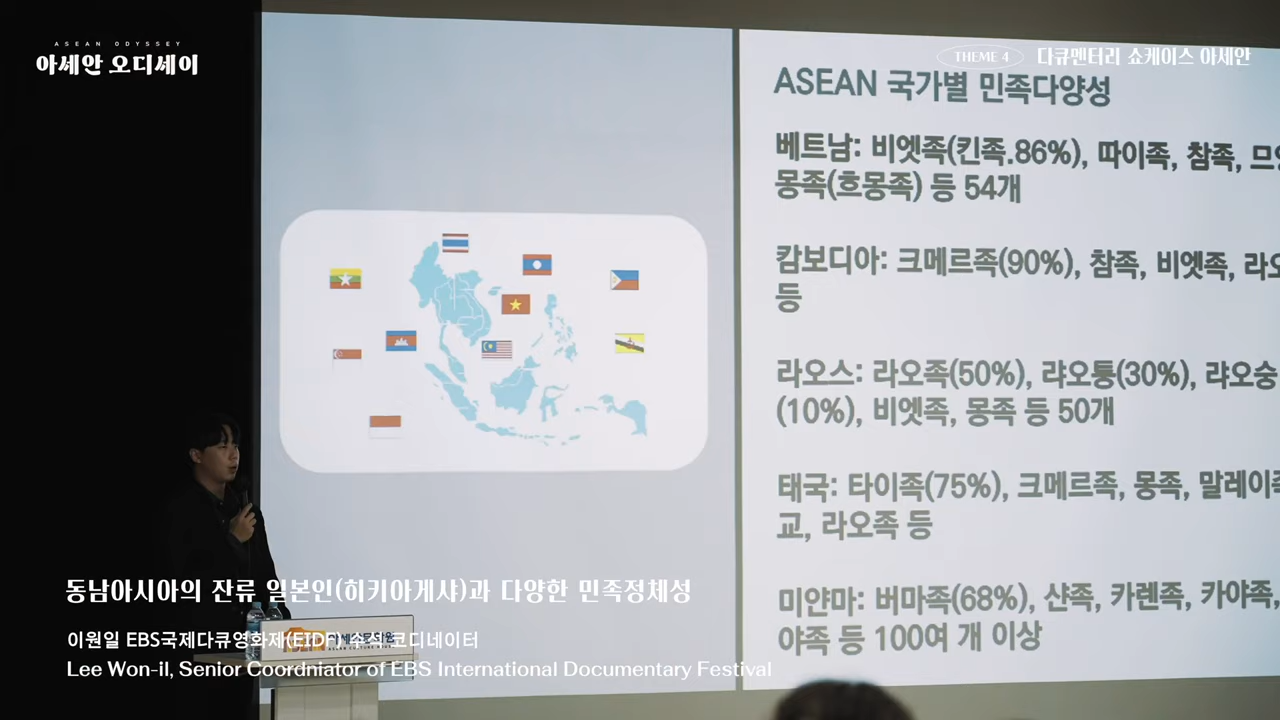 ASEAN ODYSSEY
아세안 오디세이
THEME 4 다큐멘터리 쇼케이스 아세안
ASEAN 국가별 민족다양성
베트남: 비엣족(킨족.86%), 따이족, 참족, 므엉
몽족(흐몽족) 등 54개
캄보디아: 크메르족(90%), 참족, 비엣족, 라오
등
라오스: 라오족(50%), 랴오퉁(30%), 랴오숭
(10%), 비엣족, 몽족 등 50개
태국: 타이족(75%), 크메르족, 몽족, 말레이족
교, 라오족 등
미얀마: 버마족(68%), 샨족, 카렌족, 카야족,
야족 등 100여 개 이상
동남아시아의 잔류 일본인(히키아게샤)과 다양한 민족정체성
이원일 EBS국제다큐영화제(EIDF) 수석 코디네이터
Lee Won-il, Senior Coordniator of EBS International Documentary Festival